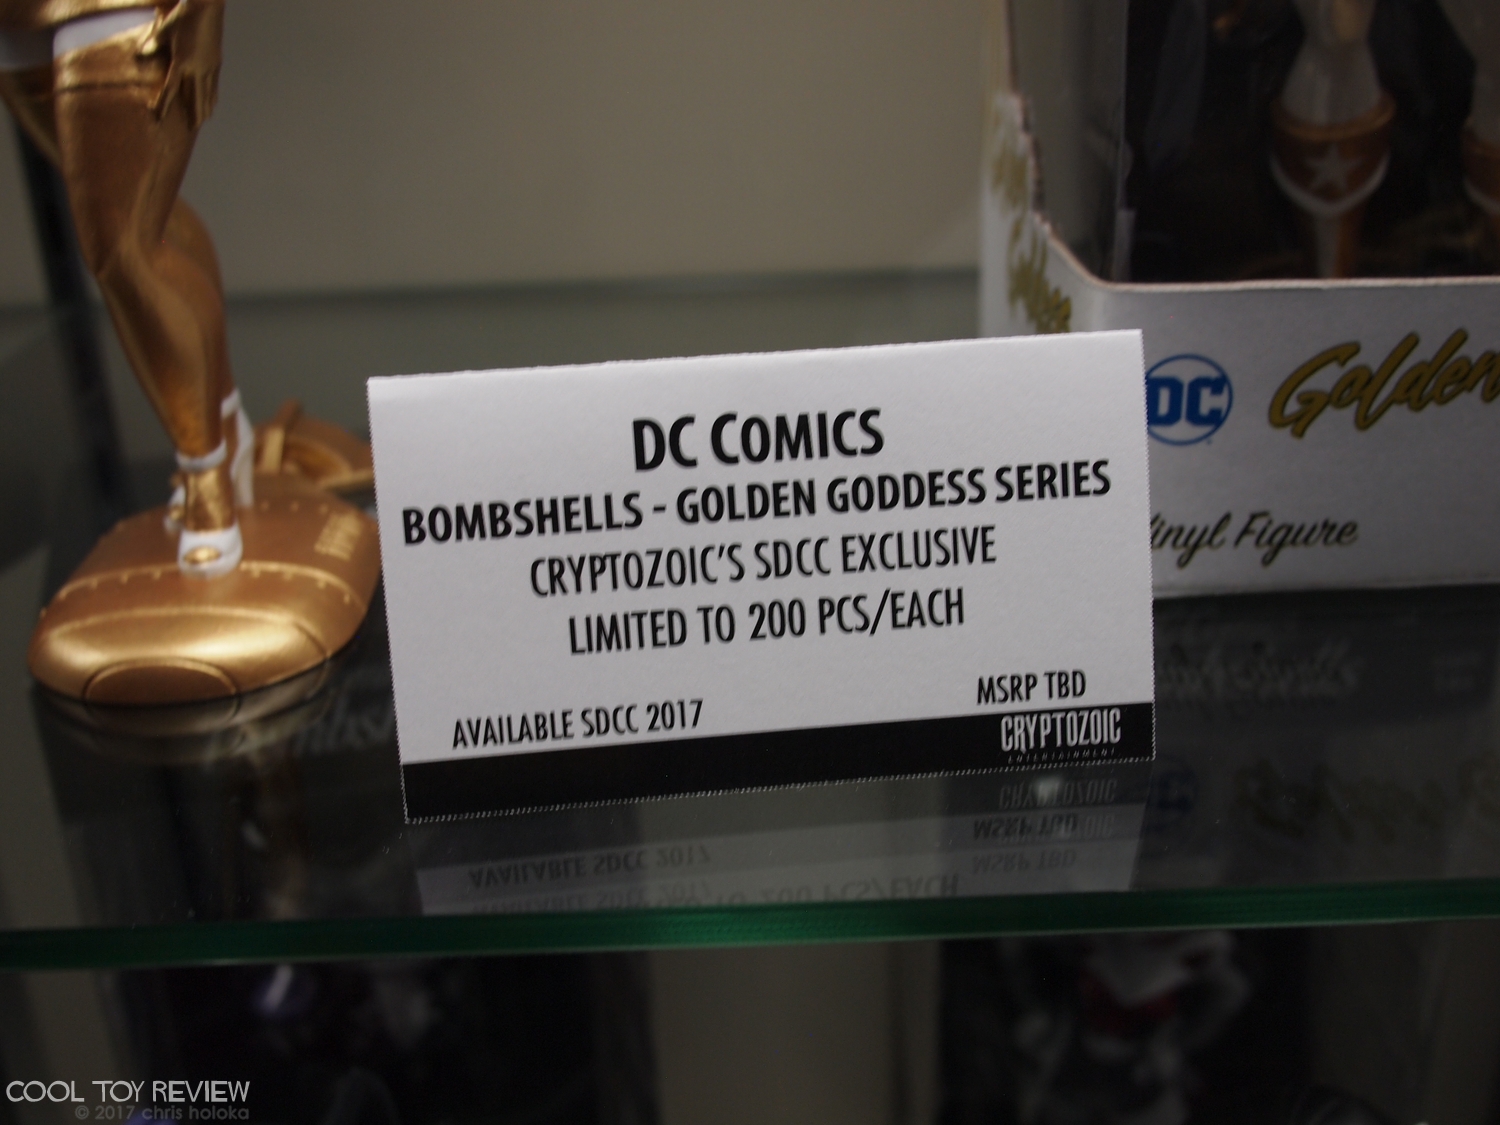 DC COMICS
BOMBSHELLS - GOLDEN GODDESS SERIES
CRYPTOZOIC'S SDCC EXCLUSIVE
LIMITED TO 200 PCS/EACH
MSRP TBD
AVAILABLE SDCC 2017
CRYPTOZOIC
ENTERTAINMENT
DC
Golden
Figure
COOL TOY REVIEW
© 2017 chris holoka